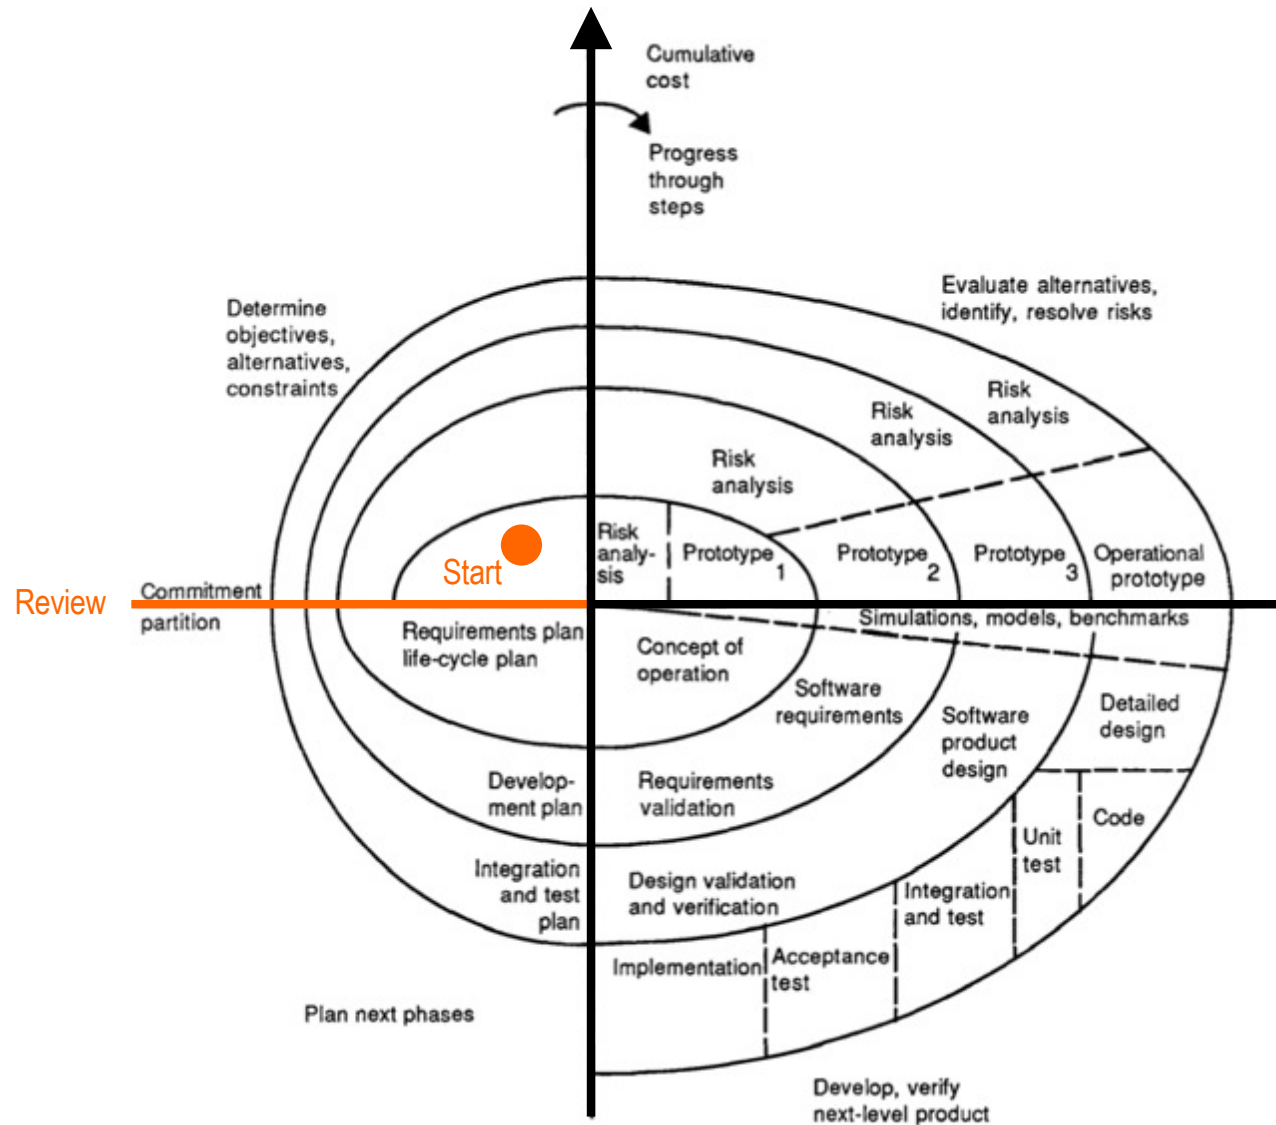 Cumulative
cost
Progress
through
steps
Determine
objectives,
alternatives,
constraints
Evaluate alternatives,
identify, resolve risks
Risk
analysis
Risk
analysis
Risk
analysis
Risk
analy-
sis
Prototype
1
Prototype
2
Prototype
3
Operational
prototype
Start
Review
Commitment
partition
Simulations, models, benchmarks
Requirements plan
life-cycle plan
Concept of
operation
Software
requirements
Software
product
design
Detailed
design
Develop-
ment plan
Requirements
validation
Code
Unit
test
Integration
and test
plan
Design validation
and verification
Integration
and test
Acceptance
test
Implementation
Plan next phases
Develop, verify
next-level product